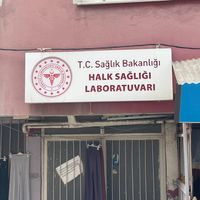 T.C. Sağlık Bakanlığı
HALK SAĞLIĞI
LABORATUVARI